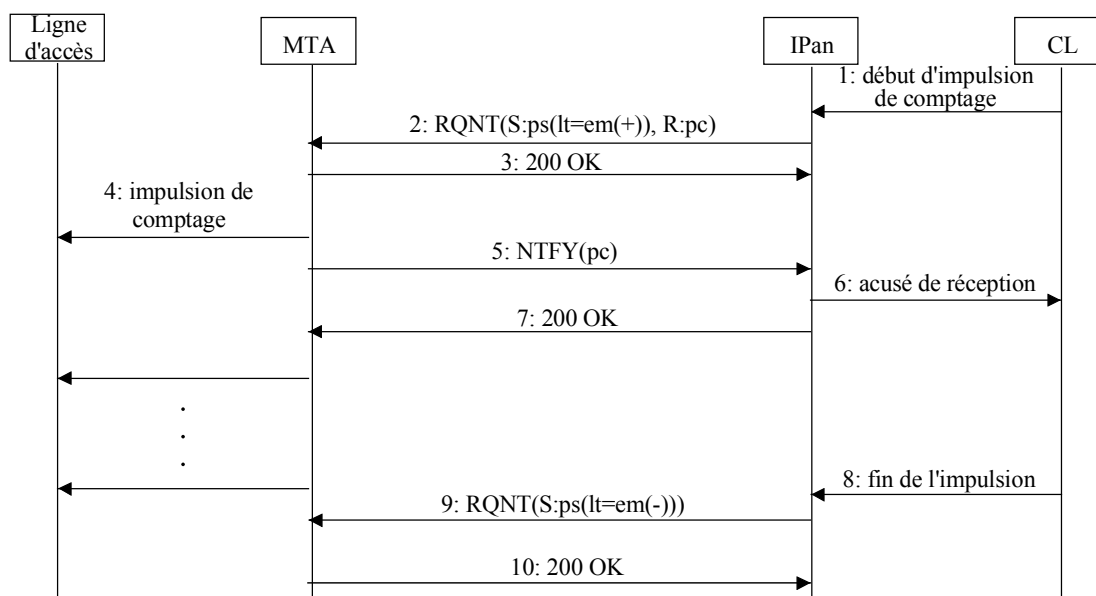 Ligne
d'accès
MTA
IPan
CL
1: début d'impulsion
de comptage
2: RQNT(S:ps(lt=em(+)), R:pc)
3: 200 OK
4: impulsion de
comptage
5: NTFY(pc)
6: acusé de réception
7: 200 OK
8: fin de l'impulsion
9: RQNT(S:ps(lt=em(-)))
10: 200 OK